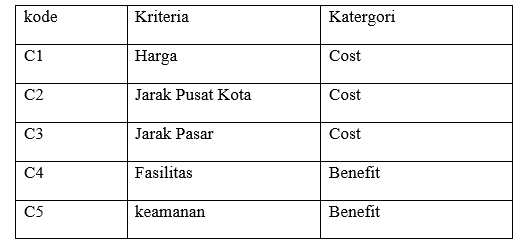 kode Kriteria Katergori
C1 Harga Cost
C2 Jarak Pusat Kota Cost
C3 Jarak Pasar Cost
C4 Fasilitas Benefit
C5 keamanan Benefit